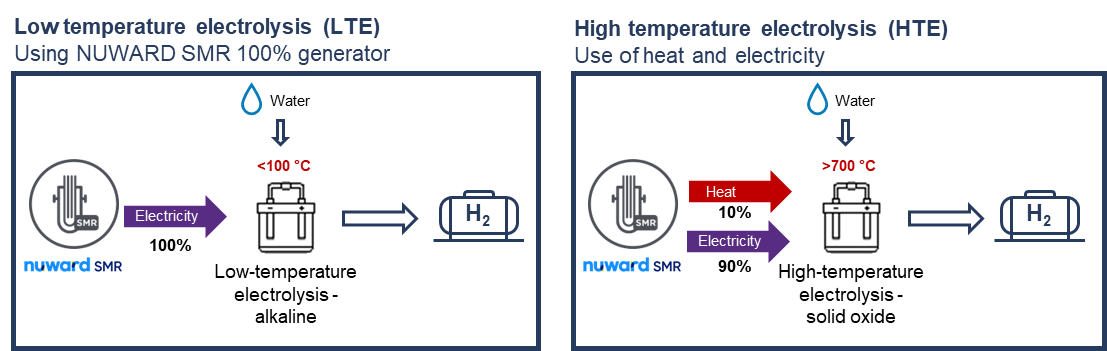 Low temperature electrolysis (LTE)
Using NUWARD SMR 100% generator
Water
<100 °C
SMR
Electricity
100%
H2
nuward SMR
Low-temperature
electrolysis -
alkaline
High temperature electrolysis (HTE)
Use of heat and electricity
Water
>700 °C
SMR
Heat
10%
Electricity
90%
H2
nuward SMR
High-temperature
electrolysis -
solid oxide